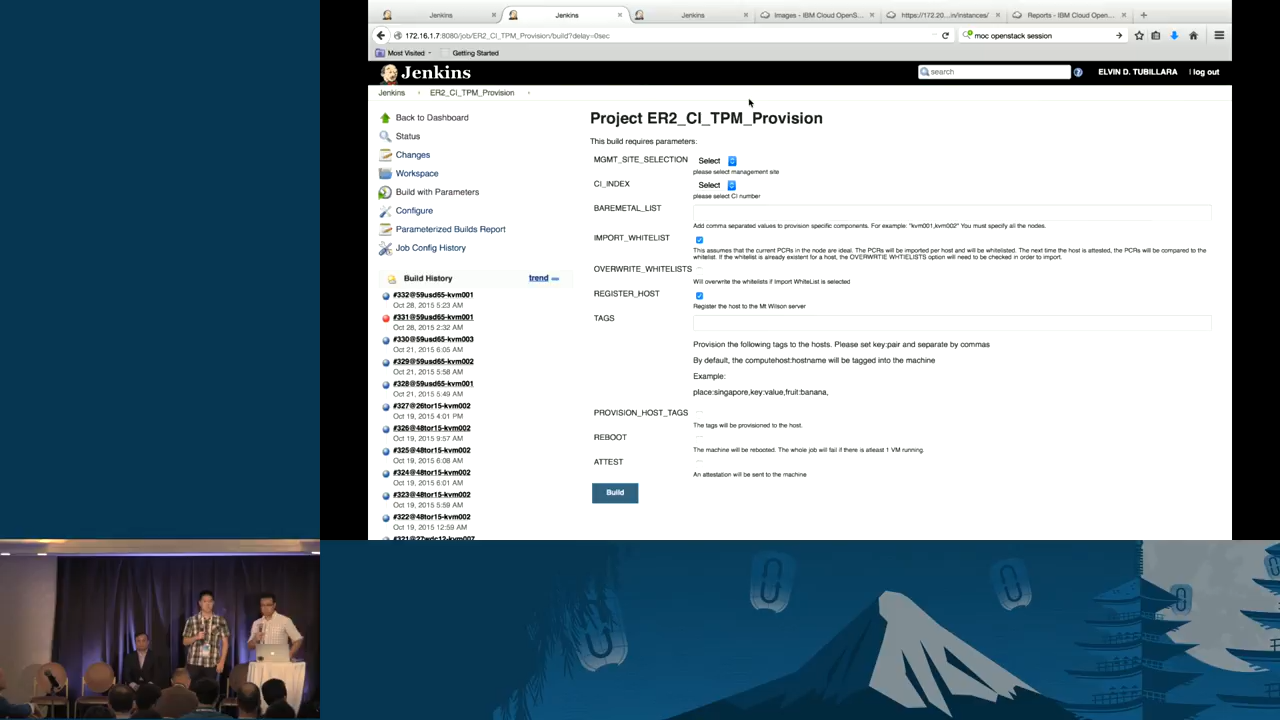 Jenkins
Jenkins
Jenkins
Images - IBM Cloud OpenS...
https://172.20...in/instances/
Reports - IBM Cloud Open...
172.16.1.7:8080/job/ER2_CI_TPM_Provision/build?delay=0sec
moc openstack session
Most Visited
Getting Started
Jenkins
search
ELVIN D. TUBILLARA
log out
Jenkins
ER2_CI_TPM_Provision
Back to Dashboard
Status
Changes
Workspace
Build with Parameters
Configure
Parameterized Builds Report
Job Config History
Build History
trend
#332@59usd65-kvm001
Oct 28, 2015 5:23 AM
#331@59usd65-kvm001
Oct 28, 2015 2:32 AM
#330@59usd65-kvm003
Oct 21, 2015 6:05 AM
#329@59usd65-kvm002
Oct 21, 2015 5:58 AM
#328@59usd65-kvm001
Oct 21, 2015 5:49 AM
#327@26tor15-kvm002
Oct 19, 2015 4:01 PM
#326@48tor15-kvm002
Oct 19, 2015 9:57 AM
#325@48tor15-kvm002
Oct 19, 2015 6:08 AM
#324@48tor15-kvm002
Oct 19, 2015 6:01 AM
#323@48tor15-kvm002
Oct 19, 2015 5:59 AM
#322@48tor15-kvm002
Oct 19, 2015 12:59 AM
#321@27wdc12-kvm007
Project ER2_CI_TPM_Provision
This build requires parameters:
MGMT_SITE_SELECTION
Select
please select management site
CI_INDEX
Select
please select CI number
BAREMETAL_LIST
Add comma separated values to provision specific components. For example: "kvm001,kvm002" You must specify all the nodes.
IMPORT_WHITELIST
This assumes that the current PCRs in the node are ideal. The PCRs will be imported per host and will be whitelisted. The next time the host is attested, the PCRs will be compared to the
whitelist. If the whitelist is already existent for a host, the OVERWRTIE WHTIELISTS option will need to be checked in order to import.
OVERWRITE_WHITELISTS
Will overwrite the whitelists if Import WhiteList is selected
REGISTER_HOST
Register the host to the Mt Wilson server
TAGS
Provision the following tags to the hosts. Please set key:pair and separate by commas
By default, the computehost:hostname will be tagged into the machine
Example:
place:singapore,key:value,fruit:banana,
PROVISION_HOST_TAGS
The tags will be provisioned to the host.
REBOOT
The machine will be rebooted. The whole job will fail if there is atleast 1 VM running.
ATTEST
An attestation will be sent to the machine
Build